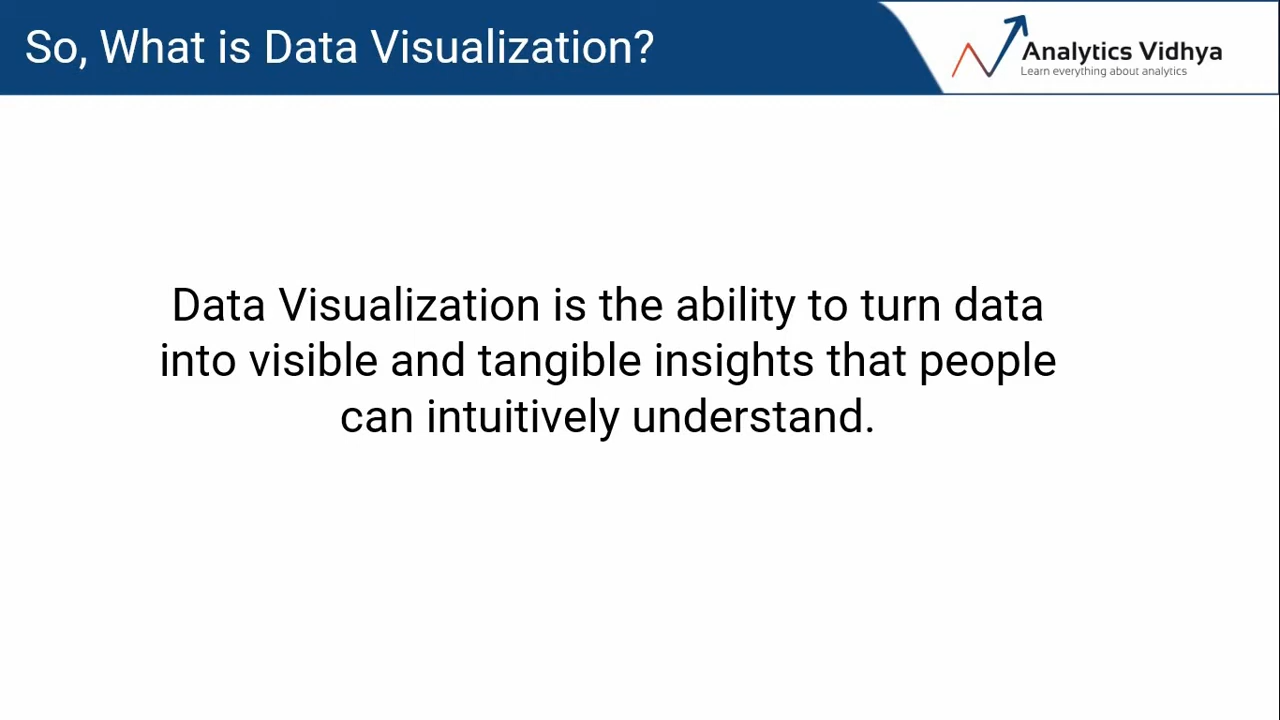 So, What is Data Visualization?
Analytics Vidhya
Learn everything about analytics
Data Visualization is the ability to turn data
into visible and tangible insights that people
can intuitively understand.